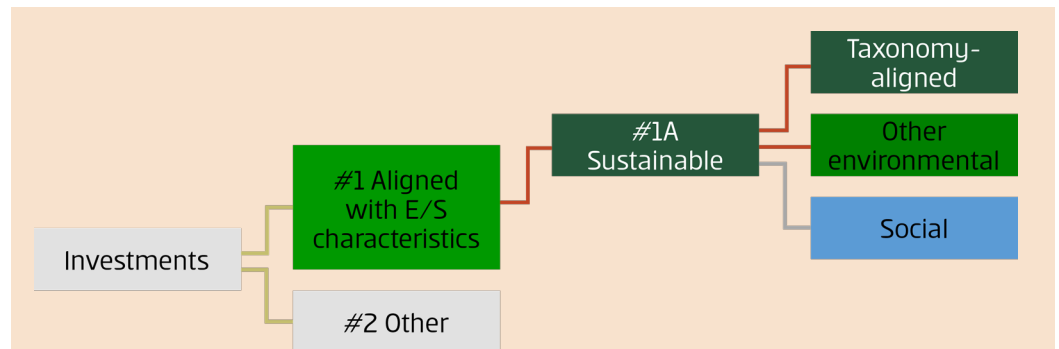 Taxonomy-
aligned
#1A
Sustainable
Other
environmental
#1 Aligned
with E/S
characteristics
Social
Investments
#2 Other